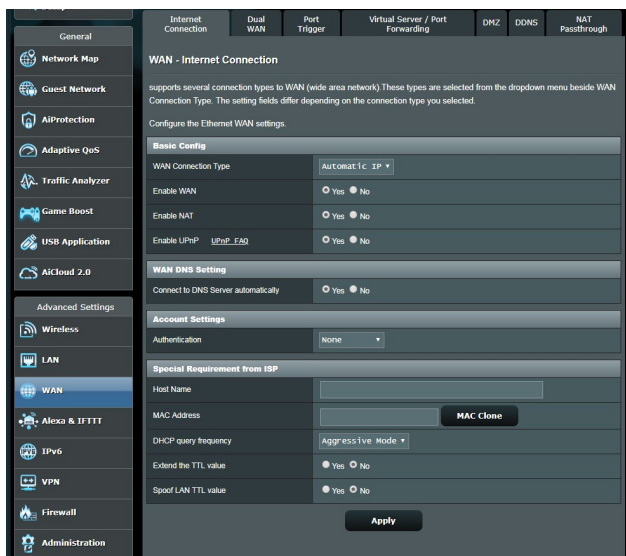 General
Network Map
Guest Network
AiProtection
Adaptive QoS
Traffic Analyzer
Game Boost
USB Application
AiCloud 2.0
Advanced Settings
Wireless
LAN
WAN
Alexa & IFTTT
IPv6
VPN
Firewall
Administration
Internet Connection
Dual WAN
Port Trigger
Virtual Server / Port Forwarding
DMZ
DDNS
NAT Passthrough
WAN - Internet Connection
supports several connection types to WAN (wide area network).These types are selected from the dropdown menu beside WAN
Connection Type. The setting fields differ depending on the connection type you selected.
Configure the Ethernet WAN settings.
Basic Config
WAN Connection Type Automatic IP
Enable WAN Yes No
Enable NAT Yes No
Enable UPnP UPnP FAQ Yes No
WAN DNS Setting
Connect to DNS Server automatically Yes No
Account Settings
Authentication None
Special Requirement from ISP
Host Name
MAC Address MAC Clone
DHCP query frequency Aggressive Mode
Extend the TTL value Yes No
Spoof LAN TTL value Yes No
Apply